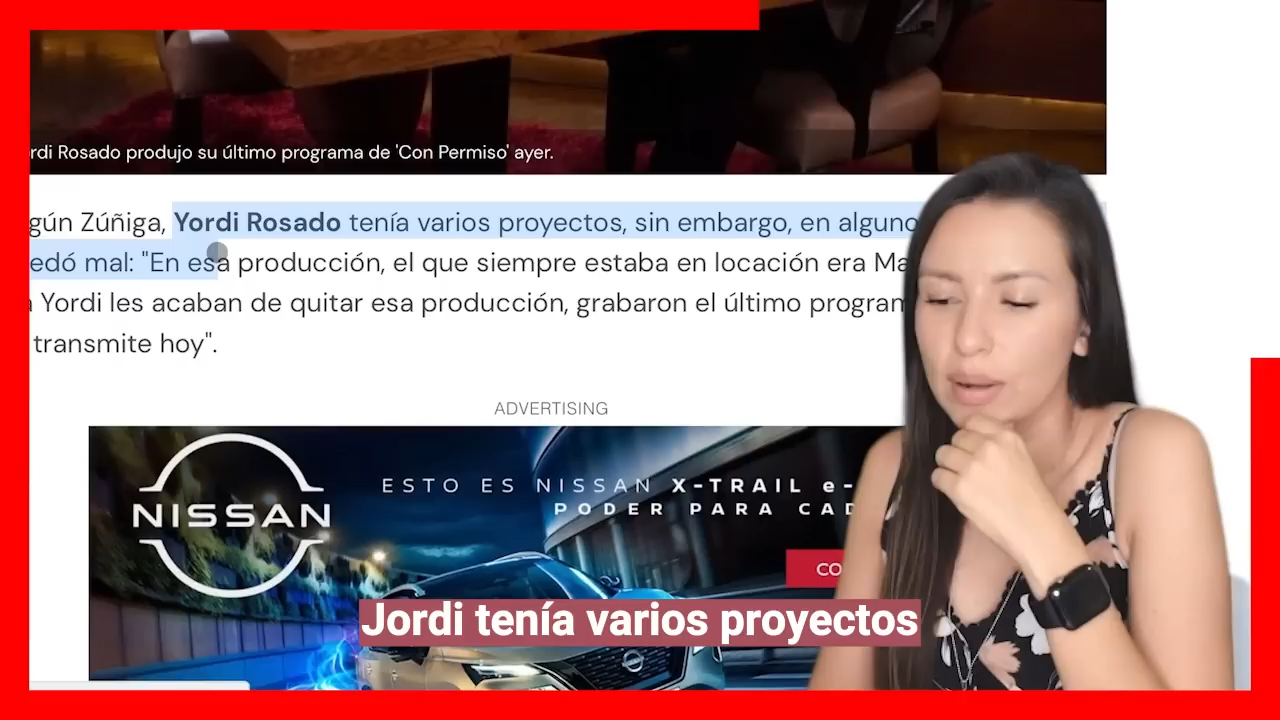 rdi Rosado produjo su último programa de 'Con Permiso' ayer.
gún Zúñiga, Yordi Rosado tenía varios proyectos, sin embargo, en alguno
edó mal: "En esa producción, el que siempre estaba en locación era Ma
a Yordi les acaban de quitar esa producción, grabaron el último program
transmite hoy".
ADVERTISING
NISSAN
ESTO ES NISSAN X-TRAIL e-
PODER PARA CAD
CO
Jordi tenía varios proyectos